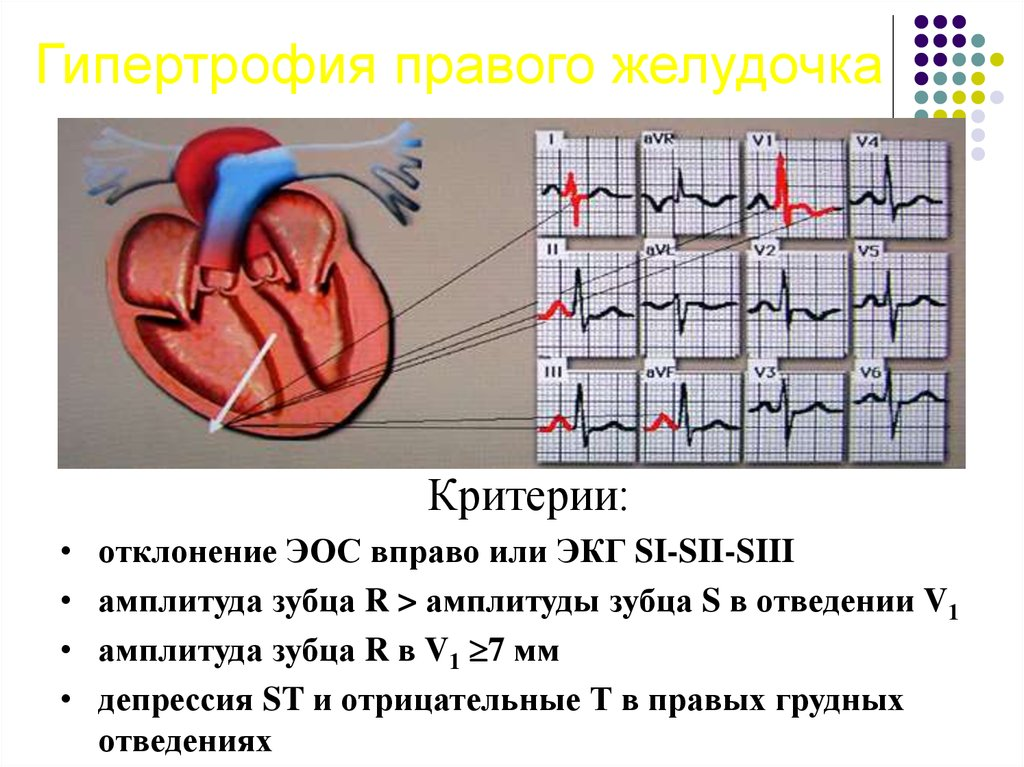 Гипертрофия правого желудочка
I aVR V1 V4
II aVL V2 V5
III aVF V3 V6
Критерии:
• отклонение ЭОС вправо или ЭКГ SI-SII-SIII
• амплитуда зубца R > амплитуды зубца S в отведении V1
• амплитуда зубца R в V1 ≥7 мм
• депрессия ST и отрицательные T в правых грудных
отведениях